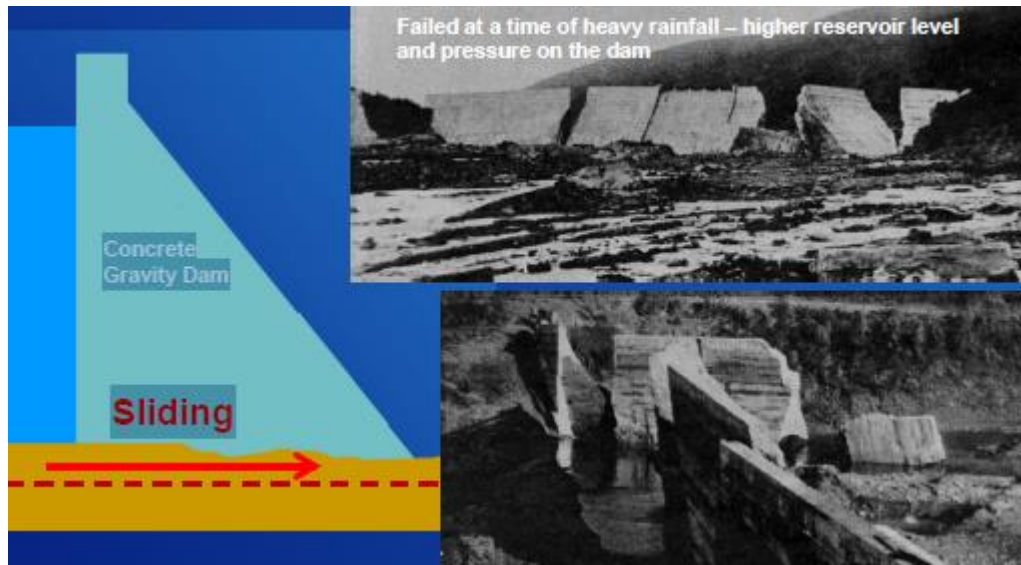 Failed at a time of heavy rainfall – higher reservoir level
and pressure on the dam
Concrete
Gravity Dam
Sliding